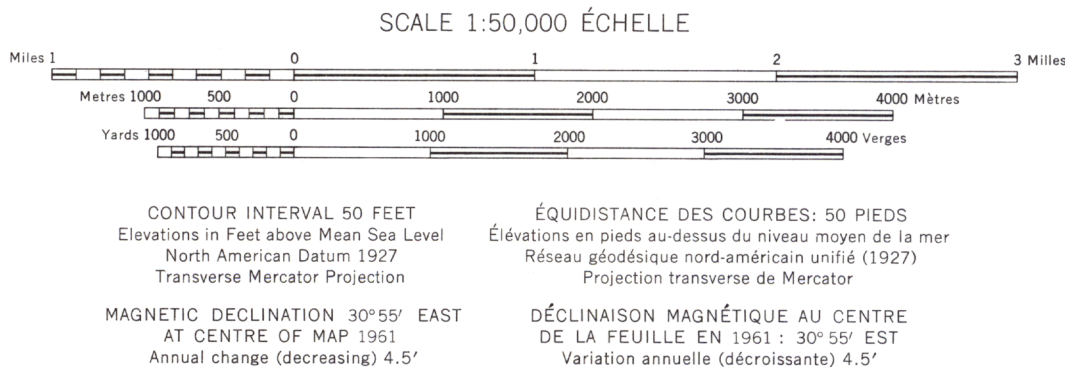 SCALE 1:50,000 ÉCHELLE
Miles 1 0 1 2 3 Milles
Metres 1000 500 0 1000 2000 3000 4000 Mètres
Yards 1000 500 0 1000 2000 3000 4000 Verges
CONTOUR INTERVAL 50 FEET
Elevations in Feet above Mean Sea Level
North American Datum 1927
Transverse Mercator Projection
ÉQUIDISTANCE DES COURBES: 50 PIEDS
Élévations en pieds au-dessus du niveau moyen de la mer
Réseau géodésique nord-américain unifié (1927)
Projection transverse de Mercator
MAGNETIC DECLINATION 30° 55′ EAST
AT CENTRE OF MAP 1961
Annual change (decreasing) 4.5′
DÉCLINAISON MAGNÉTIQUE AU CENTRE
DE LA FEUILLE EN 1961 : 30° 55′ EST
Variation annuelle (décroissante) 4.5′